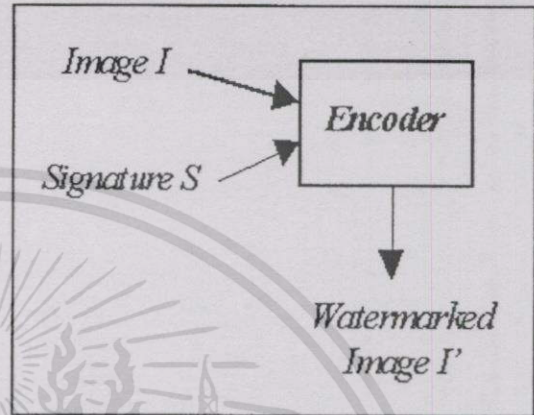 Image I
Encoder
Signature S
Watermarked
Image I'